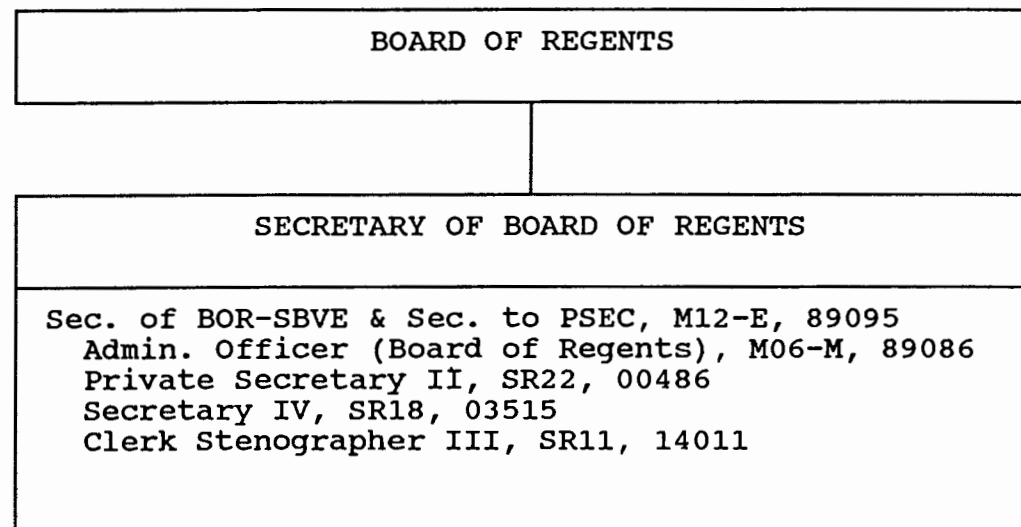 BOARD OF REGENTS
SECRETARY OF BOARD OF REGENTS
Sec. of BOR-SBVE & Sec. to PSEC, M12-E, 89095
Admin. Officer (Board of Regents), M06-M, 89086
Private Secretary II, SR22, 00486
Secretary IV, SR18, 03515
Clerk Stenographer III, SR11, 14011